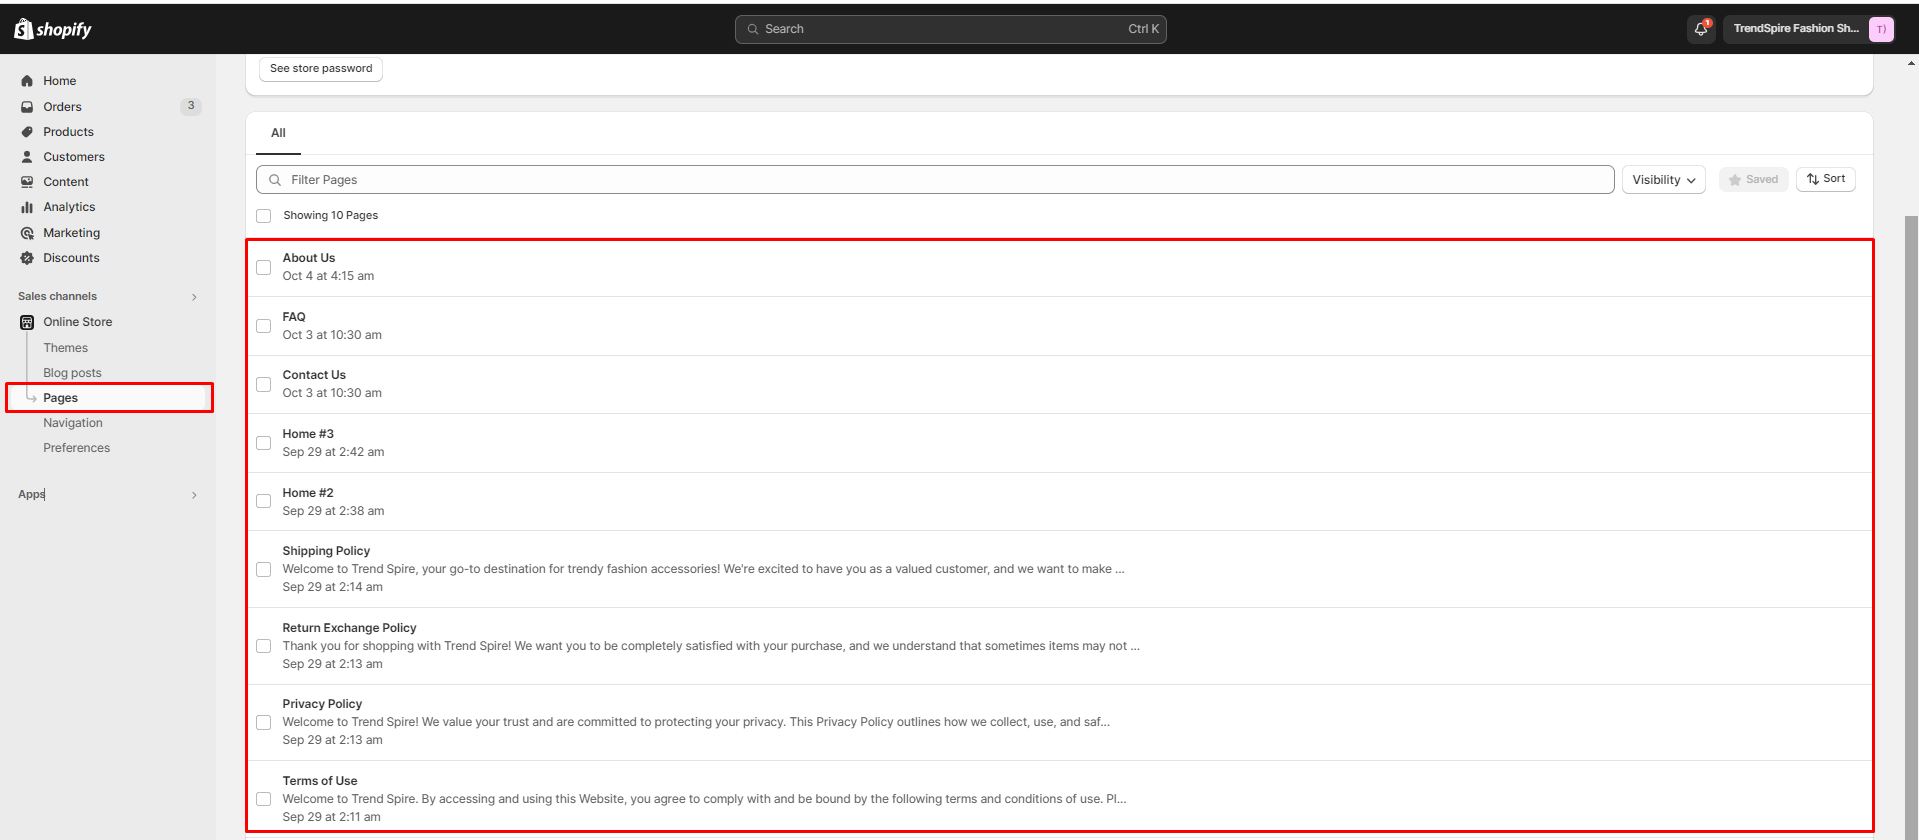 shopify
Search
Ctrl K
1
TrendSpire Fashion Sh...
T)
Home
Orders
3
Products
Customers
Content
Analytics
Marketing
Discounts
Sales channels
Online Store
Themes
Blog posts
Pages
Navigation
Preferences
Apps
See store password
All
Filter Pages
Visibility
Saved
Sort
Showing 10 Pages
About Us
Oct 4 at 4:15 am
FAQ
Oct 3 at 10:30 am
Contact Us
Oct 3 at 10:30 am
Home #3
Sep 29 at 2:42 am
Home #2
Sep 29 at 2:38 am
Shipping Policy
Welcome to Trend Spire, your go-to destination for trendy fashion accessories! We're excited to have you as a valued customer, and we want to make ...
Sep 29 at 2:14 am
Return Exchange Policy
Thank you for shopping with Trend Spire! We want you to be completely satisfied with your purchase, and we understand that sometimes items may not ...
Sep 29 at 2:13 am
Privacy Policy
Welcome to Trend Spire! We value your trust and are committed to protecting your privacy. This Privacy Policy outlines how we collect, use, and saf...
Sep 29 at 2:13 am
Terms of Use
Welcome to Trend Spire. By accessing and using this Website, you agree to comply with and be bound by the following terms and conditions of use. Pl...
Sep 29 at 2:11 am